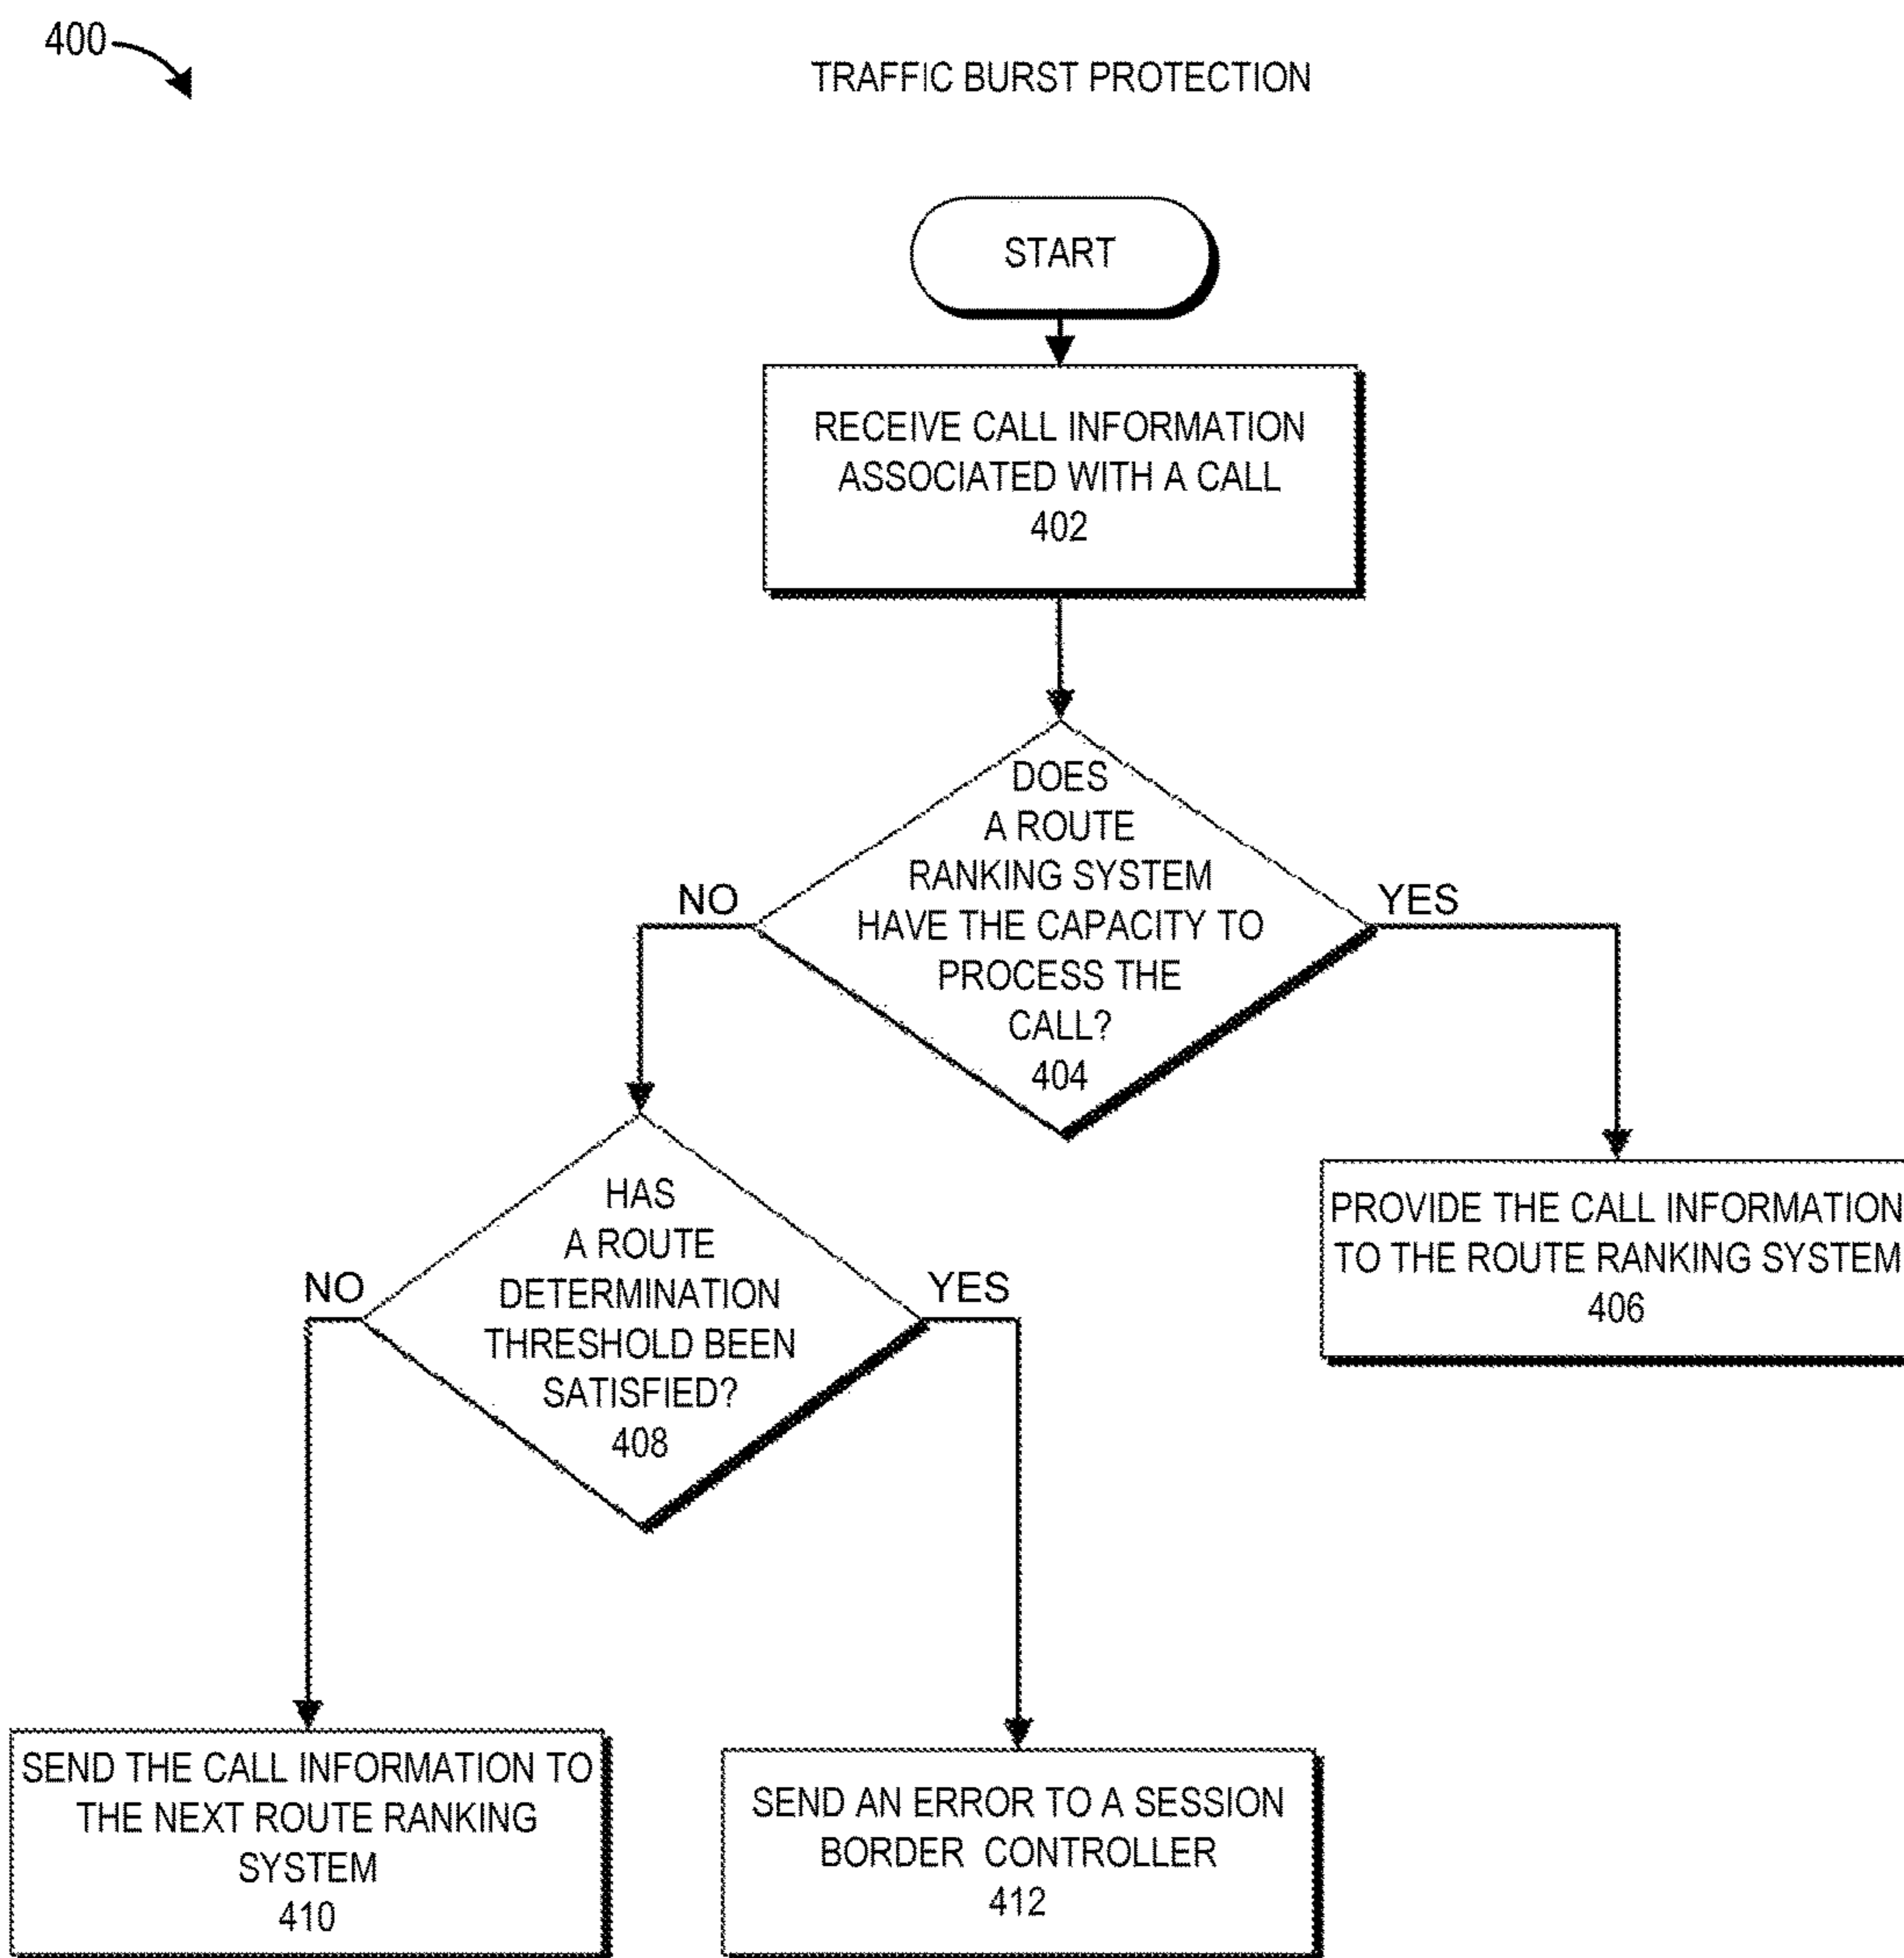 400
TRAFFIC BURST PROTECTION
START
RECEIVE CALL INFORMATION
ASSOCIATED WITH A CALL
402
DOES
A ROUTE
RANKING SYSTEM
HAVE THE CAPACITY TO
PROCESS THE
CALL?
404
NO
YES
HAS
A ROUTE
DETERMINATION
THRESHOLD BEEN
SATISFIED?
408
PROVIDE THE CALL INFORMATION
TO THE ROUTE RANKING SYSTEM
406
NO
YES
SEND THE CALL INFORMATION TO
THE NEXT ROUTE RANKING
SYSTEM
410
SEND AN ERROR TO A SESSION
BORDER CONTROLLER
412